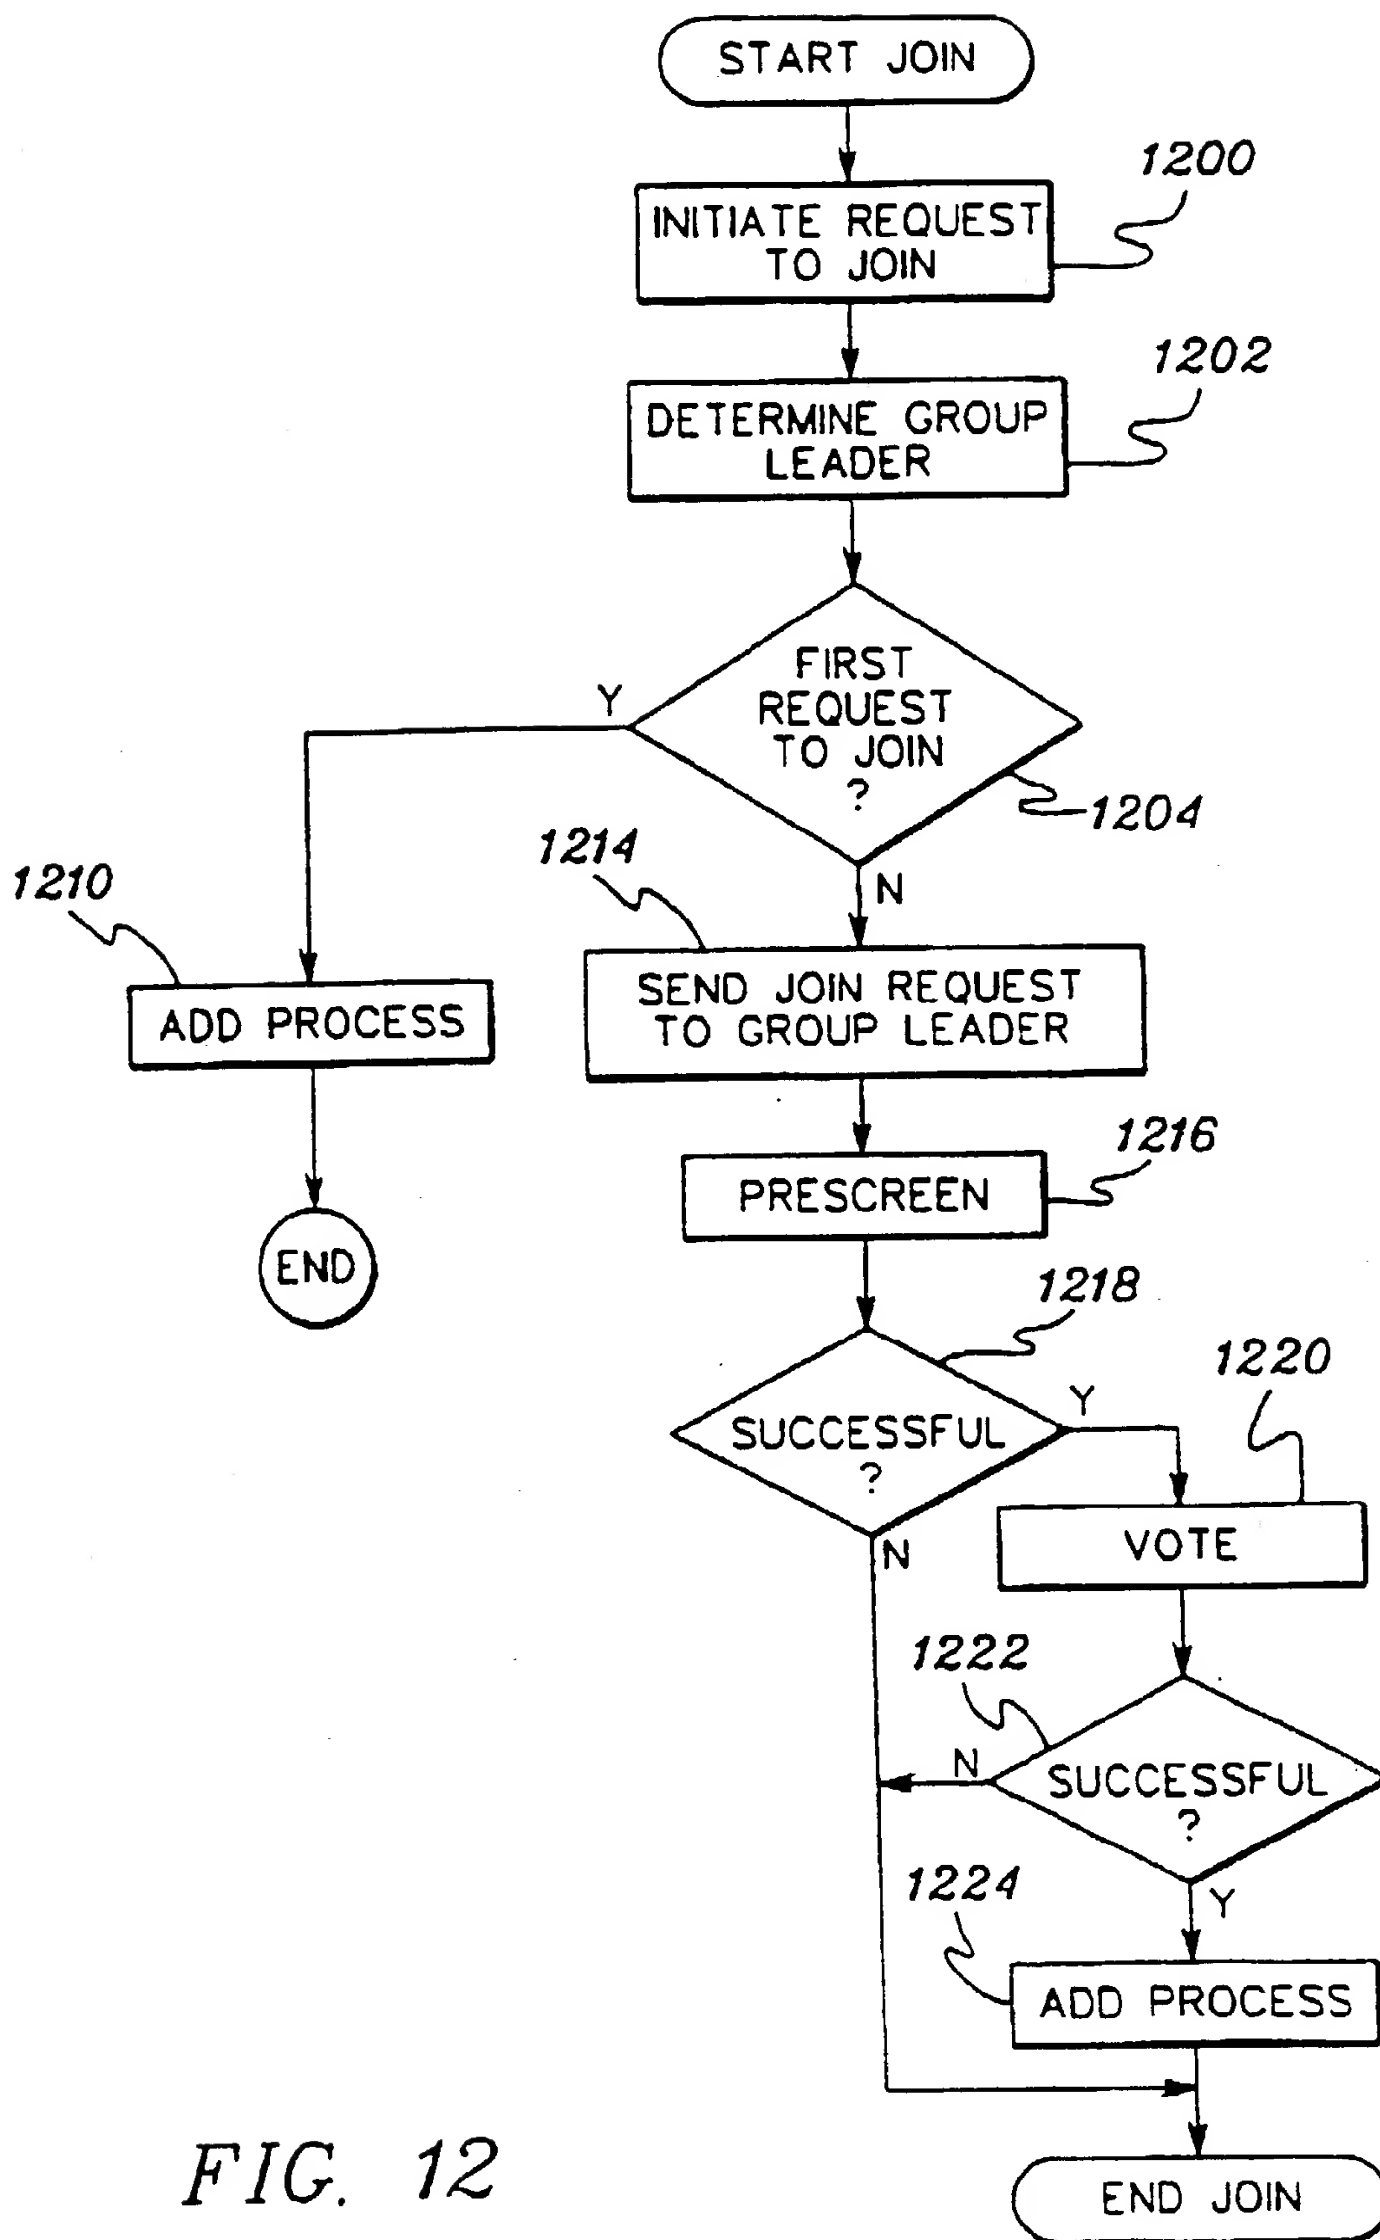 START JOIN
1200
INITIATE REQUEST
TO JOIN
1202
DETERMINE GROUP
LEADER
FIRST
REQUEST
TO JOIN
?
Y
1204
N
1210
ADD PROCESS
END
1214
SEND JOIN REQUEST
TO GROUP LEADER
1216
PRESCREEN
1218
SUCCESSFUL
?
Y
N
1220
VOTE
1222
SUCCESSFUL
?
N
Y
1224
ADD PROCESS
END JOIN
FIG. 12